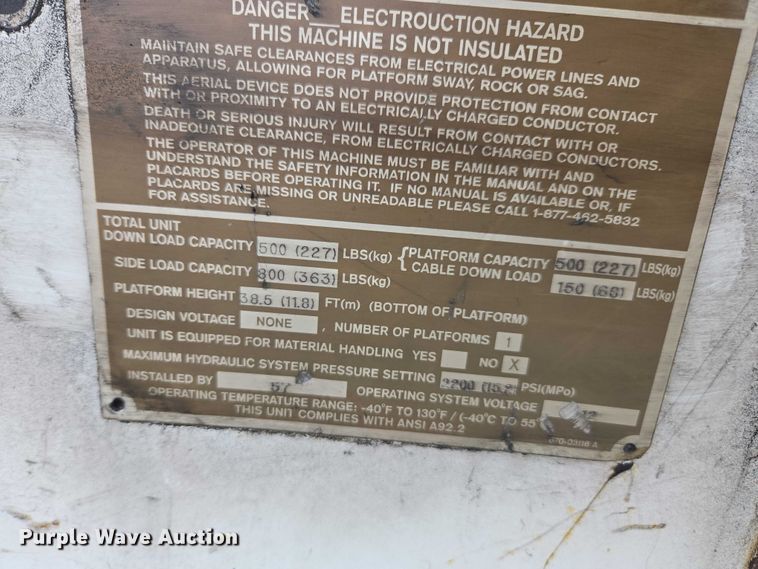 DANGER ELECTROUCTION HAZARD
THIS MACHINE IS NOT INSULATED
MAINTAIN SAFE CLEARANCES FROM ELECTRICAL POWER LINES AND
APPARATUS, ALLOWING FOR PLATFORM SWAY, ROCK OR SAG.
THIS AERIAL DEVICE DOES NOT PROVIDE PROTECTION FROM CONTACT
WITH OR PROXIMITY TO AN ELECTRICALLY CHARGED CONDUCTOR.
DEATH OR SERIOUS INJURY WILL RESULT FROM CONTACT WITH OR
INADEQUATE CLEARANCE, FROM ELECTRICALLY CHARGED CONDUCTORS.
THE OPERATOR OF THIS MACHINE MUST BE FAMILIAR WITH AND
UNDERSTAND THE SAFETY INFORMATION IN THE MANUAL AND ON THE
PLACARDS BEFORE OPERATING IT. IF NO MANUAL IS AVAILABLE OR, IF
PLACARDS ARE MISSING OR UNREADABLE PLEASE CALL 1-877-462-5832
FOR ASSISTANCE.
TOTAL UNIT
DOWN LOAD CAPACITY 500 (227) LBS(kg) { PLATFORM CAPACITY 500 (227) LBS(kg)
SIDE LOAD CAPACITY 800 (363) LBS(kg) CABLE DOWN LOAD 150 (68) LBS(kg)
PLATFORM HEIGHT 38.5 (11.8) FT(m) (BOTTOM OF PLATFORM)
DESIGN VOLTAGE NONE , NUMBER OF PLATFORMS 1
UNIT IS EQUIPPED FOR MATERIAL HANDLING YES NO X
MAXIMUM HYDRAULIC SYSTEM PRESSURE SETTING PSI(MPo)
INSTALLED BY 57 OPERATING SYSTEM VOLTAGE 12
OPERATING TEMPERATURE RANGE: -40°F TO 130°F / (-40°C TO 55°
THIS UNIT COMPLIES WITH ANSI A92.2
670-03116 A
Purple Wave Auction